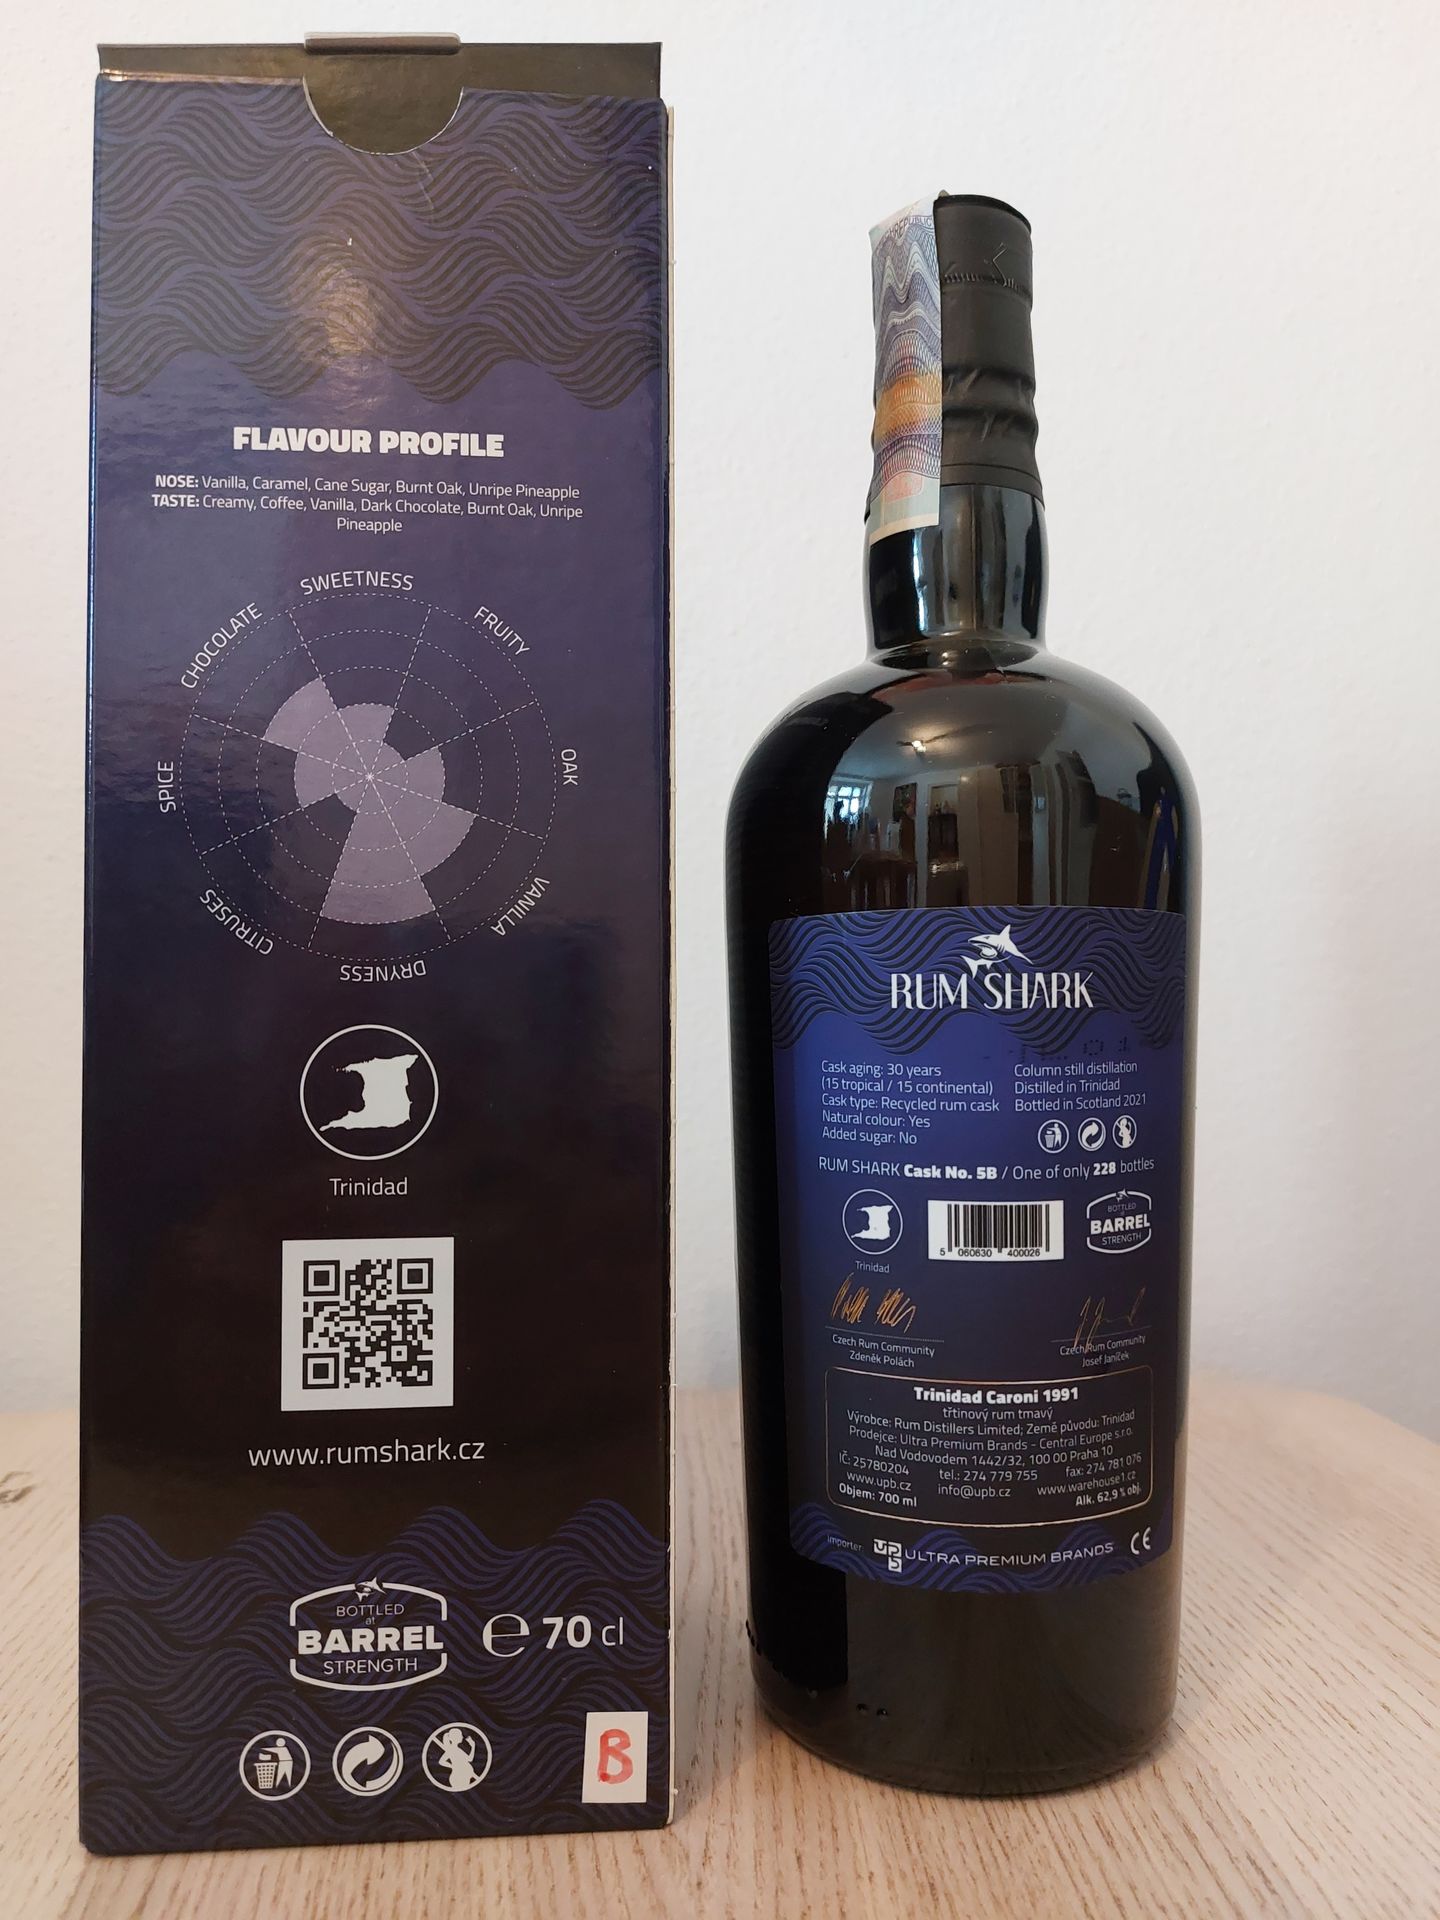 FLAVOUR PROFILE
NOSE: Vanilla, Caramel, Cane Sugar, Burnt Oak, Unripe Pineapple
TASTE: Creamy, Coffee, Vanilla, Dark Chocolate, Burnt Oak, Unripe
Pineapple
SWEETNESS
FRUITY
OAK
VANILLA
DRYNESS
CITRUSES
SPICE
CHOCOLATE
Trinidad
www.rumshark.cz
BOTTLED
at
BARREL
STRENGTH
℮ 70 cl
B
RUM SHARK
Cask aging: 30 years
(15 tropical / 15 continental)
Cask type: Recycled rum cask
Natural colour: Yes
Added sugar: No
Column still distillation
Distilled in Trinidad
Bottled in Scotland 2021
RUM SHARK Cask No. 5B / One of only 228 bottles
Trinidad
5 060630 400026
BOTTLED
at
BARREL
STRENGTH
Czech Rum Community
Zdeněk Polách
Czech Rum Community
Josef Janíček
Trinidad Caroni 1991
třtinový rum tmavý
Výrobce: Rum Distillers Limited; Země původu: Trinidad
Prodejce: Ultra Premium Brands - Central Europe s.r.o.
Nad Vodovodem 1442/32, 100 00 Praha 10
IČ: 25780204 tel.: 274 779 755 fax: 274 781 076
www.upb.cz info@upb.cz www.warehouse1.cz
Objem: 700 ml Alk. 62,9 % obj.
Importer: UPB ULTRA PREMIUM BRANDS CE